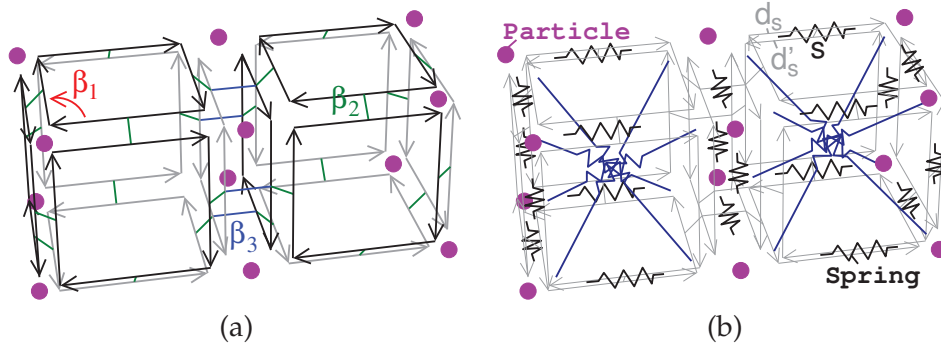 β1
β2
β3
(a)
Particle
ds
S
d's
Spring
(b)